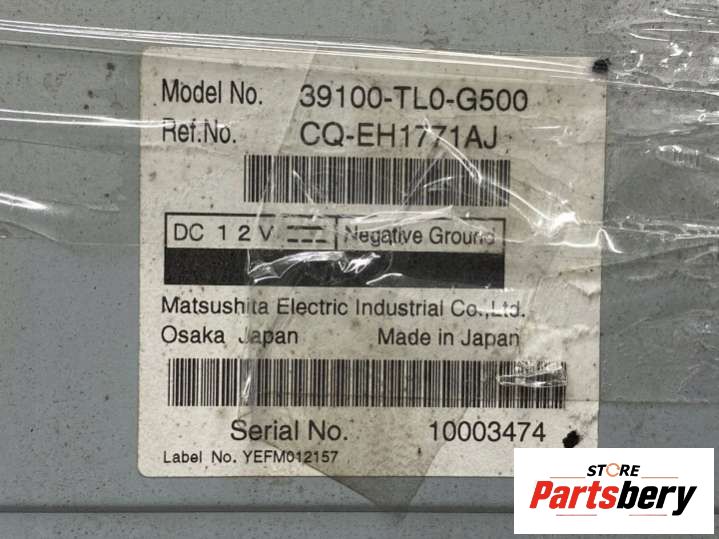 Model No. 39100-TL0-G500
Ref.No. CQ-EH1771AJ
DC 12V Negative Ground
Matsushita Electric Industrial Co.,Ltd.
Osaka Japan Made in Japan
Serial No. 10003474
Label No. YEFM012157
STORE
Partsbery